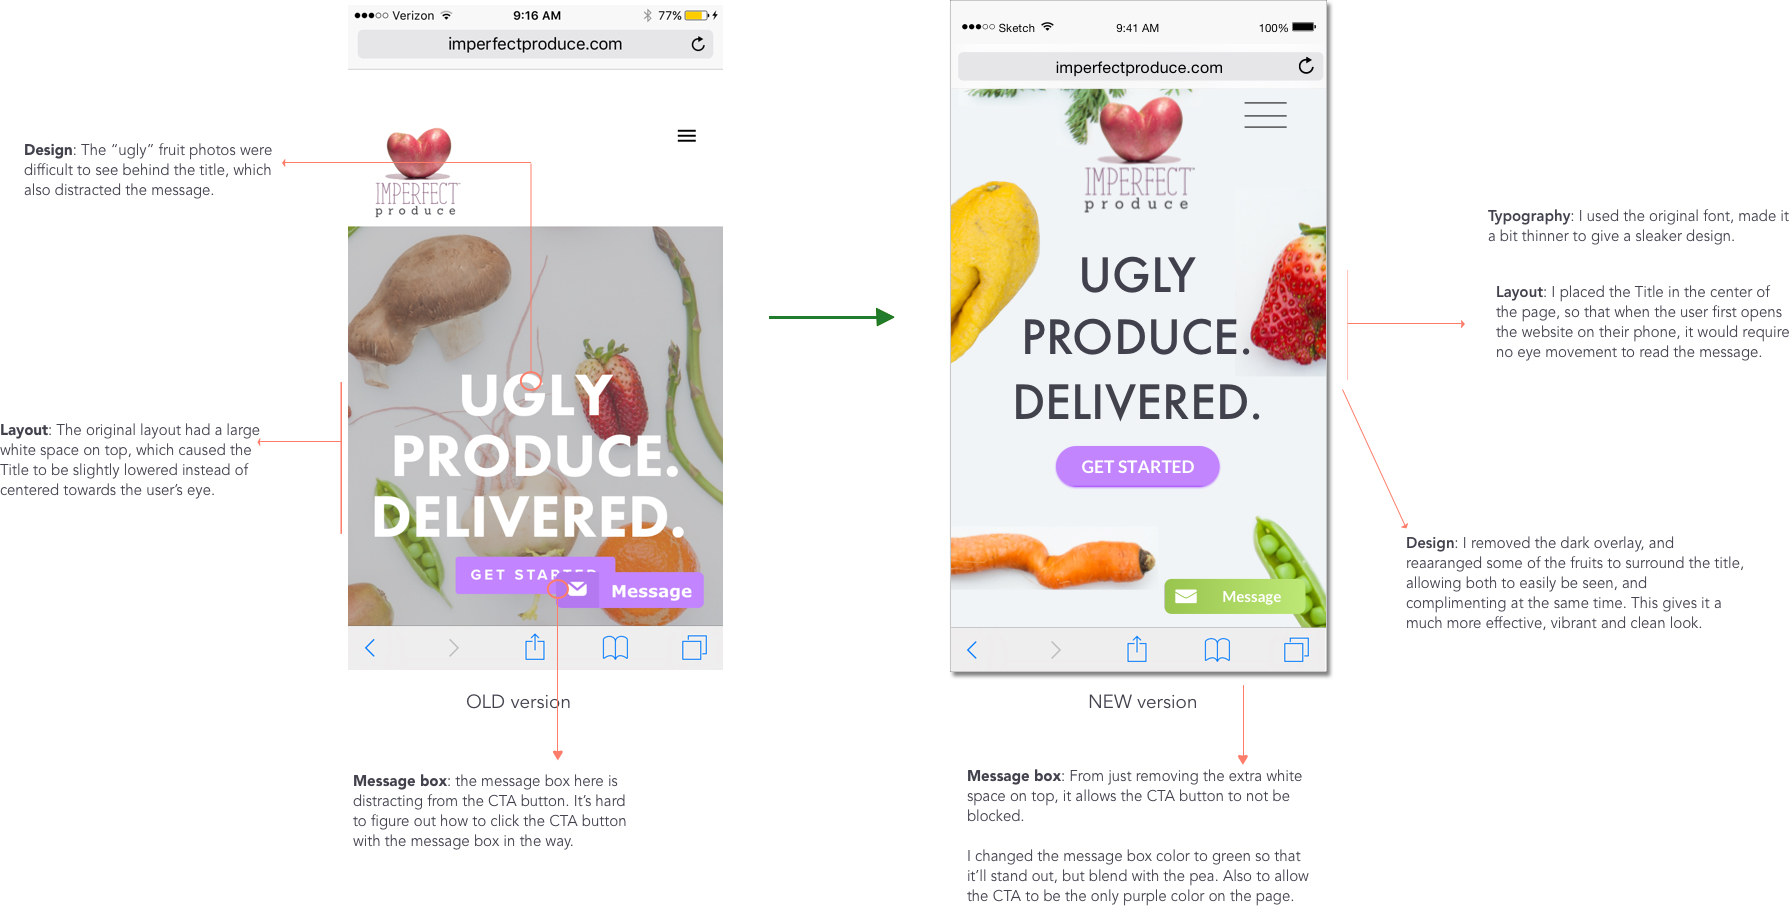 Verizon 9:16 AM 77%
imperfectproduce.com
IMPERFECT
produce
UGLY
PRODUCE.
DELIVERED.
GET STARTED
Message
OLD version
Design: The “ugly” fruit photos were
difficult to see behind the title, which
also distracted the message.
Layout: The original layout had a large
white space on top, which caused the
Title to be slightly lowered instead of
centered towards the user’s eye.
Message box: the message box here is
distracting from the CTA button. It’s hard
to figure out how to click the CTA button
with the message box in the way.
Sketch 9:41 AM 100%
imperfectproduce.com
IMPERFECT
produce
UGLY
PRODUCE.
DELIVERED.
GET STARTED
Message
NEW version
Typography: I used the original font, made it
a bit thinner to give a sleaker design.
Layout: I placed the Title in the center of
the page, so that when the user first opens
the website on their phone, it would require
no eye movement to read the message.
Design: I removed the dark overlay, and
reaaranged some of the fruits to surround the title,
allowing both to easily be seen, and
complimenting at the same time. This gives it a
much more effective, vibrant and clean look.
Message box: From just removing the extra white
space on top, it allows the CTA button to not be
blocked.
I changed the message box color to green so that
it’ll stand out, but blend with the pea. Also to allow
the CTA to be the only purple color on the page.